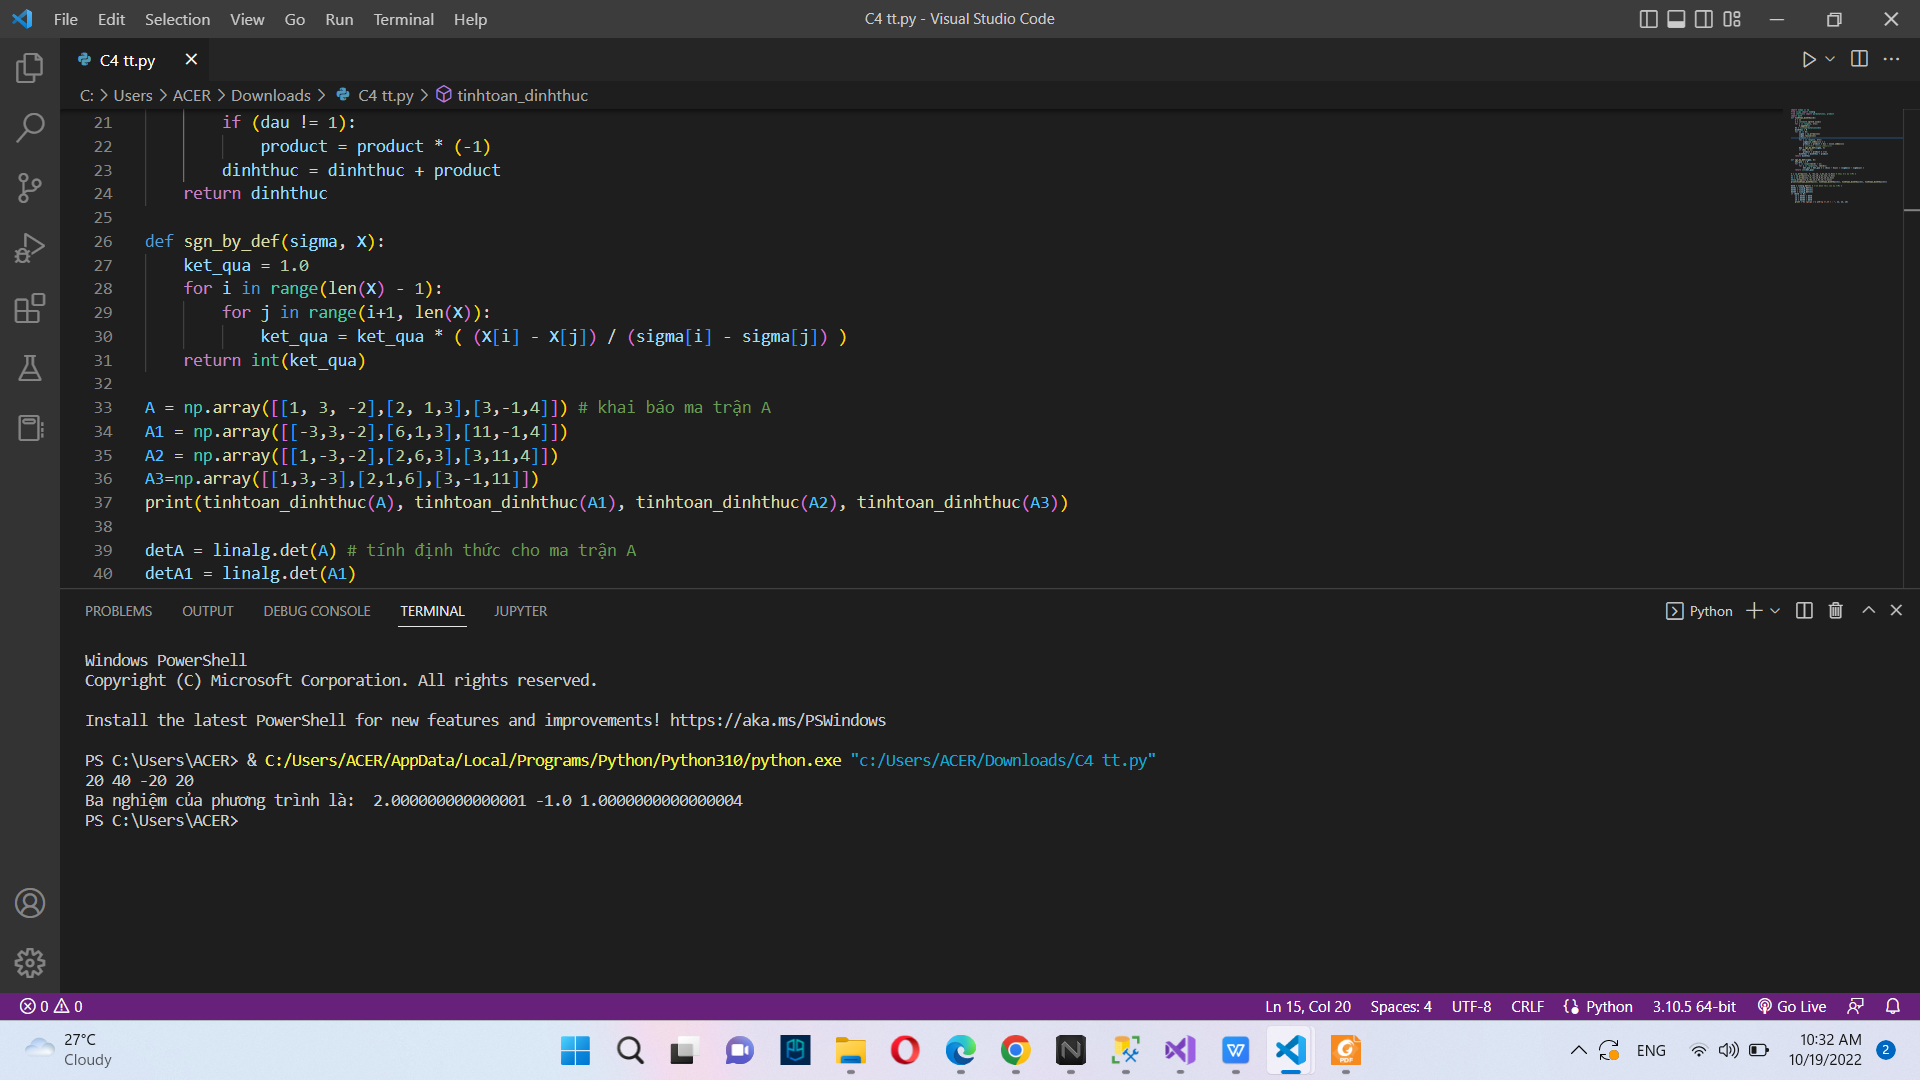 File Edit Selection View Go Run Terminal Help
C4 tt.py - Visual Studio Code
C4 tt.py
C: > Users > ACER > Downloads > C4 tt.py > tinhtoan_dinhthuc
21 if (dau != 1):
22 product = product * (-1)
23 dinhthuc = dinhthuc + product
24 return dinhthuc
25
26 def sgn_by_def(sigma, X):
27 ket_qua = 1.0
28 for i in range(len(X) - 1):
29 for j in range(i+1, len(X)):
30 ket_qua = ket_qua * ( (X[i] - X[j]) / (sigma[i] - sigma[j]) )
31 return int(ket_qua)
32
33 A = np.array([[1, 3, -2],[2, 1,3],[3,-1,4]]) # khai báo ma trận A
34 A1 = np.array([[-3,3,-2],[6,1,3],[11,-1,4]])
35 A2 = np.array([[1,-3,-2],[2,6,3],[3,11,4]])
36 A3=np.array([[1,3,-3],[2,1,6],[3,-1,11]])
37 print(tinhtoan_dinhthuc(A), tinhtoan_dinhthuc(A1), tinhtoan_dinhthuc(A2), tinhtoan_dinhthuc(A3))
38
39 detA = linalg.det(A) # tính định thức cho ma trận A
40 detA1 = linalg.det(A1)
PROBLEMS OUTPUT DEBUG CONSOLE TERMINAL JUPYTER
Python
Windows PowerShell
Copyright (C) Microsoft Corporation. All rights reserved.
Install the latest PowerShell for new features and improvements! https://aka.ms/PSWindows
PS C:\Users\ACER> & C:/Users/ACER/AppData/Local/Programs/Python/Python310/python.exe "c:/Users/ACER/Downloads/C4 tt.py"
20 40 -20 20
Ba nghiệm của phương trình là:  2.000000000000001 -1.0 1.0000000000000004
PS C:\Users\ACER>
0 0
Ln 15, Col 20 Spaces: 4 UTF-8 CRLF Python 3.10.5 64-bit Go Live
27°C
Cloudy
ENG
10:32 AM
10/19/2022
2